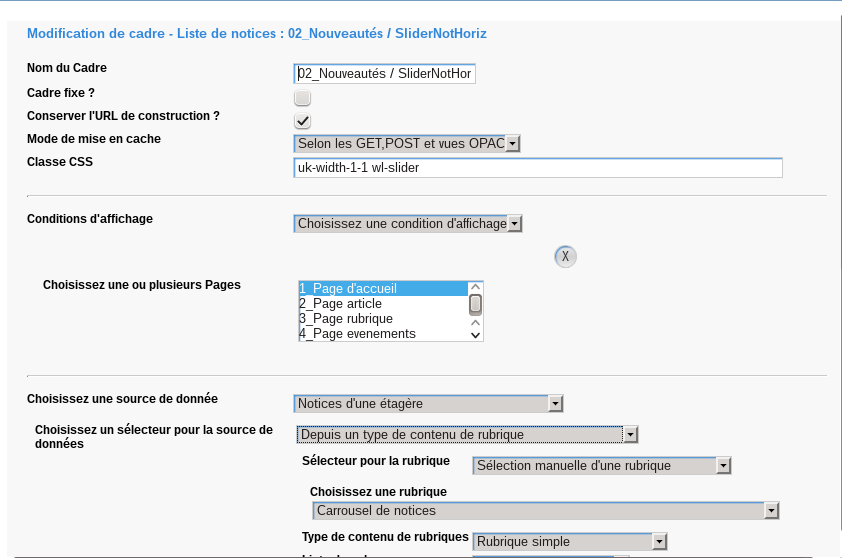 Modification de cadre - Liste de notices : 02_Nouveautés / SliderNotHoriz
Nom du Cadre
02_Nouveautés / SliderNotHor
Cadre fixe ?
Conserver l'URL de construction ?
Mode de mise en cache
Selon les GET,POST et vues OPAC
Classe CSS
uk-width-1-1 wl-slider
Conditions d'affichage
Choisissez une condition d'affichage
X
Choisissez une ou plusieurs Pages
1_Page d'accueil
2_Page article
3_Page rubrique
4_Page evenements
Choisissez une source de donnée
Notices d'une étagère
Choisissez un sélecteur pour la source de
données
Depuis un type de contenu de rubrique
Sélecteur pour la rubrique
Sélection manuelle d'une rubrique
Choisissez une rubrique
Carrousel de notices
Type de contenu de rubriques
Rubrique simple